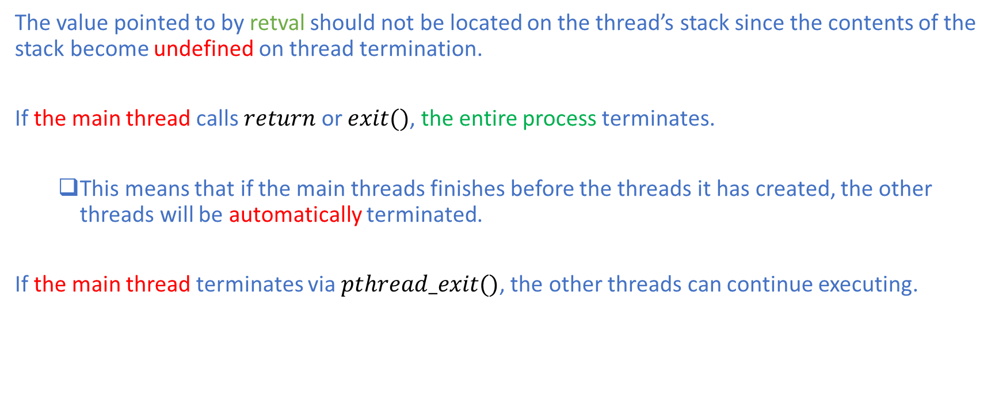 The value pointed to by retval should not be located on the thread’s stack since the contents of the
stack become undefined on thread termination.
If the main thread calls return or exit(), the entire process terminates.
❑This means that if the main threads finishes before the threads it has created, the other
threads will be automatically terminated.
If the main thread terminates via pthread_exit(), the other threads can continue executing.